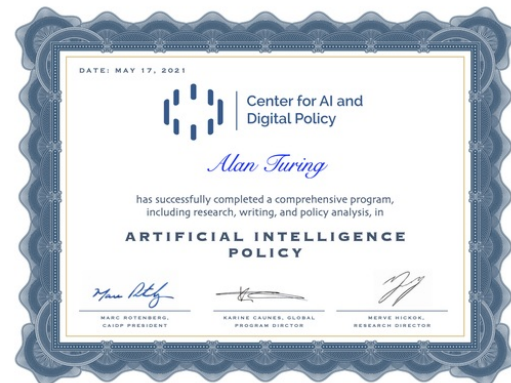 DATE: MAY 17, 2021
Center for AI and
Digital Policy
Alan Turing
has successfully completed a comprehensive program,
including research, writing, and policy analysis, in
ARTIFICIAL INTELLIGENCE
POLICY
MARC ROTENBERG,
CAIDP PRESIDENT
KARINE CAUNES, GLOBAL
PROGRAM DIRCTOR
MERVE HICKOK,
RESEARCH DIRECTOR